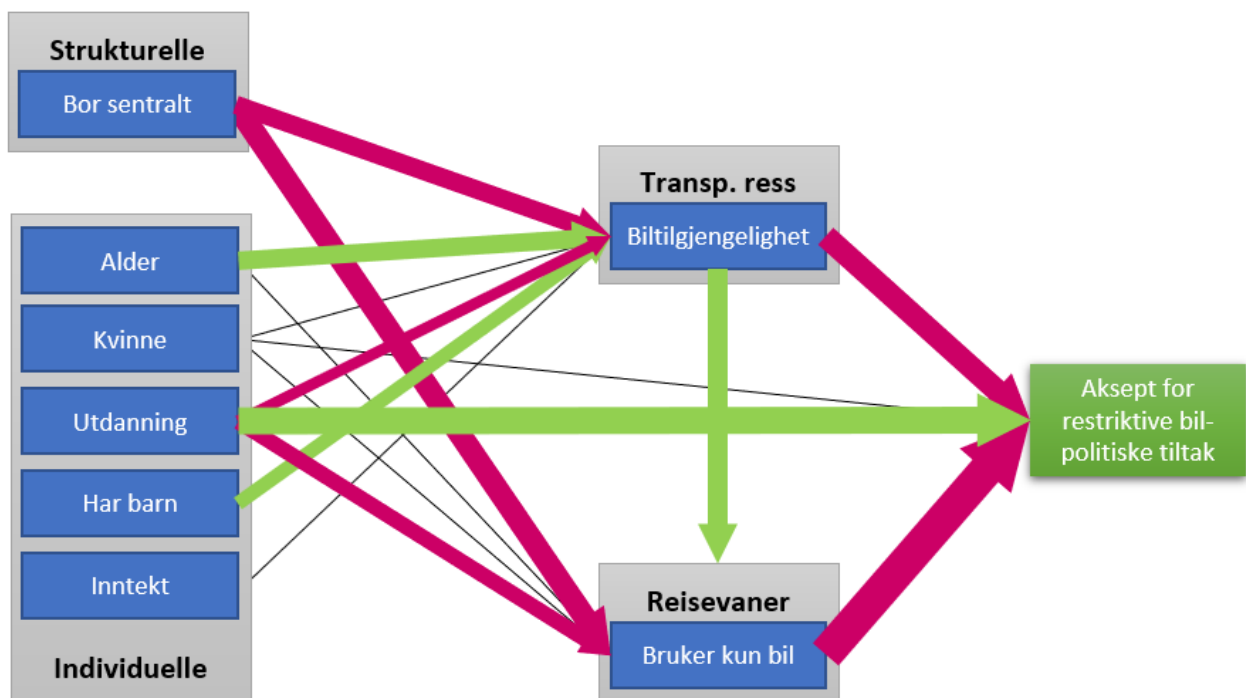 Strukturelle
Bor sentralt
Alder
Kvinne
Utdanning
Har barn
Inntekt
Individuelle
Transp. ress
Biltilgjengelighet
Reisevaner
Bruker kun bil
Aksept for
restriktive bil-
politiske tiltak